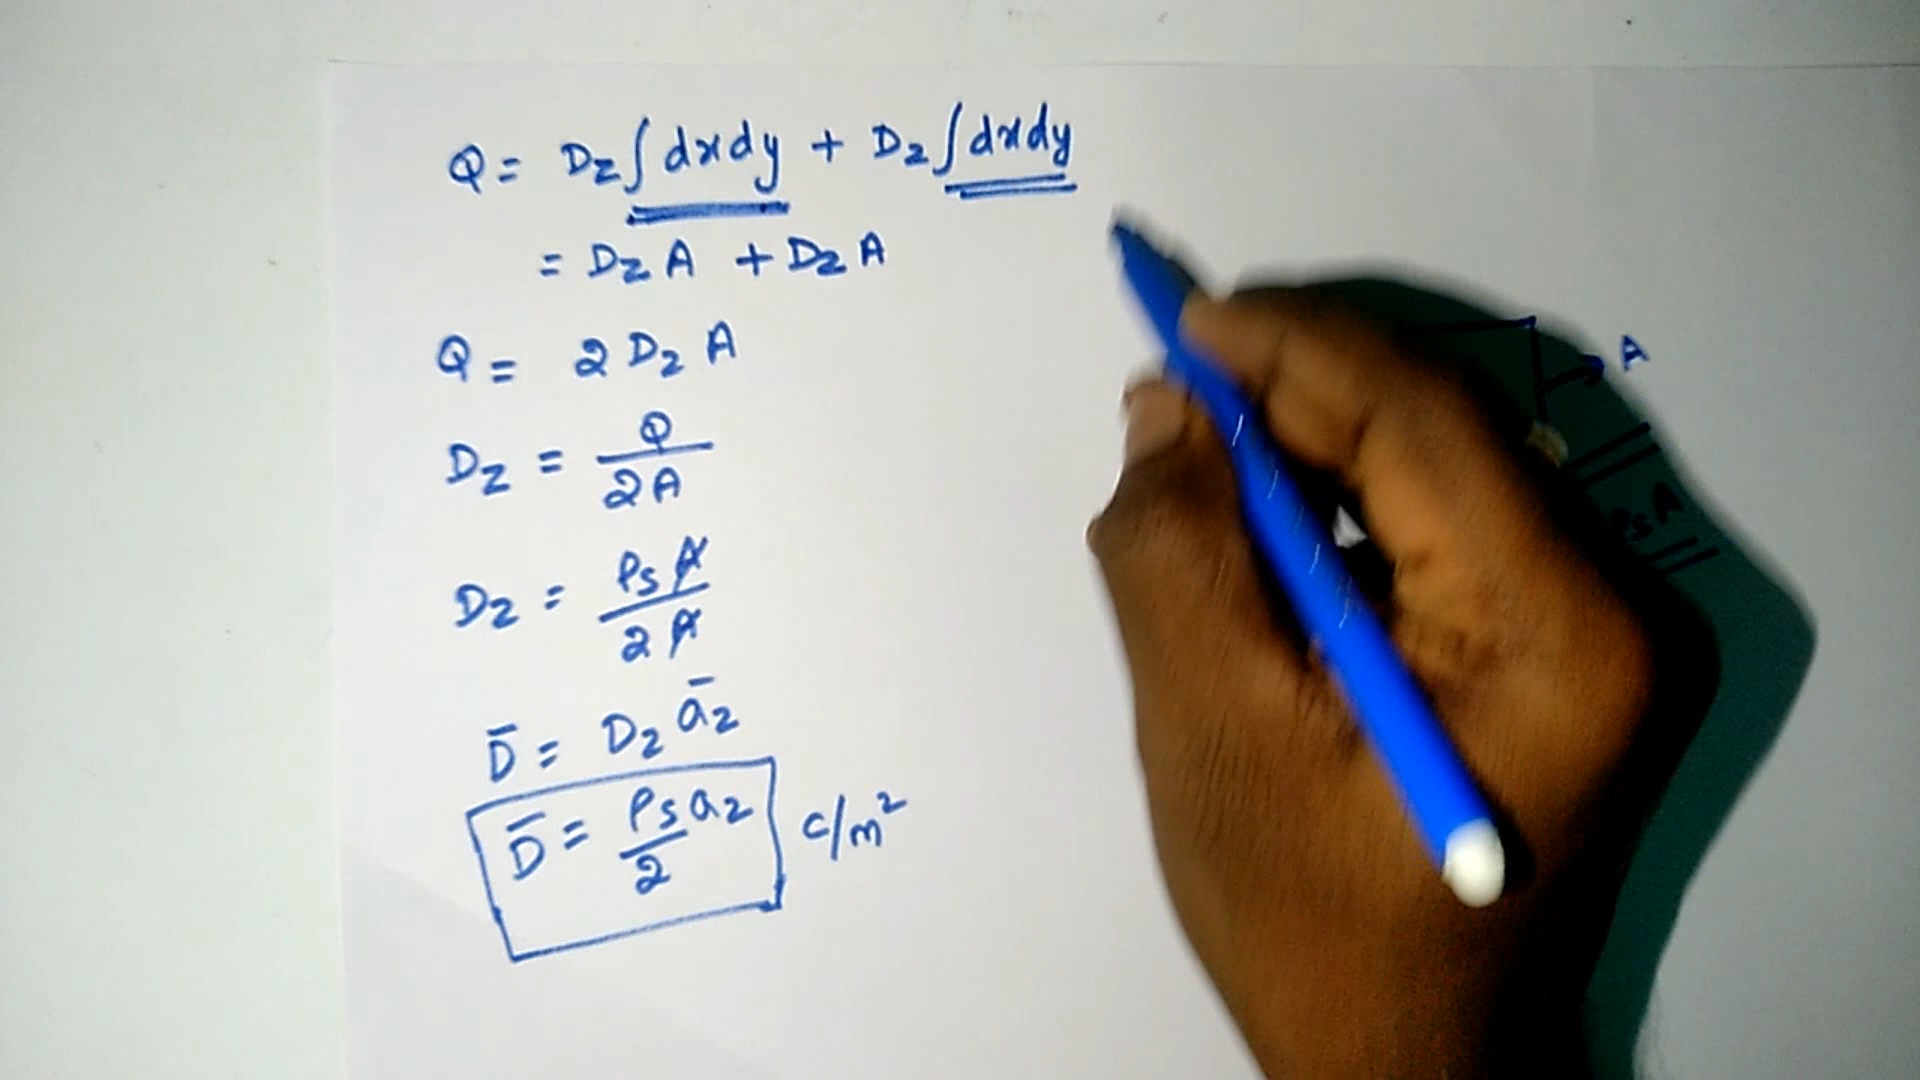 Q = Dz ∫ dxdy + Dz ∫ dxdy
= Dz A + Dz A
Q = 2 Dz A
Dz = Q / 2A
Dz = ρs A / 2 A
D̄ = Dz āz
D̄ = ρs/2 az C/m²
A
ρs A